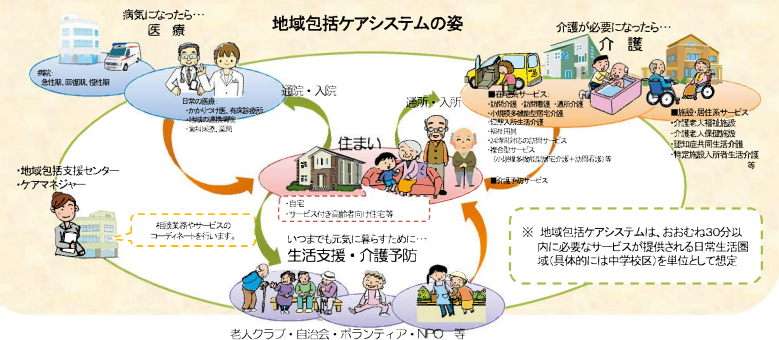 地域包括ケアシステムの姿
病気になったら…
医 療
病院:
急性期、回復期、慢性期
日常の医療:
・かかりつけ医、有床診療所
・地域の連携病院
・歯科医療、薬局
通院・入院
通所・入所
介護が必要になったら…
介 護
■在宅系サービス:
・訪問介護 ・訪問看護 ・通所介護
・小規模多機能型居宅介護
・短期入所生活介護
・福祉用具
・24時間対応の訪問サービス
・複合型サービス
(小規模多機能型居宅介護+訪問看護)等
■介護予防サービス
■施設・居住系サービス
・介護老人福祉施設
・介護老人保健施設
・認知症共同生活介護
・特定施設入所者生活介護
等
住まい
・自宅
・サービス付き高齢者向け住宅等
・地域包括支援センター
・ケアマネジャー
相談業務やサービスの
コーディネートを行います。
いつまでも元気に暮らすために…
生活支援・介護予防
老人クラブ・自治会・ボランティア・NPO 等
※ 地域包括ケアシステムは、おおむね30分以
内に必要なサービスが提供される日常生活圏
域(具体的には中学校区)を単位として想定